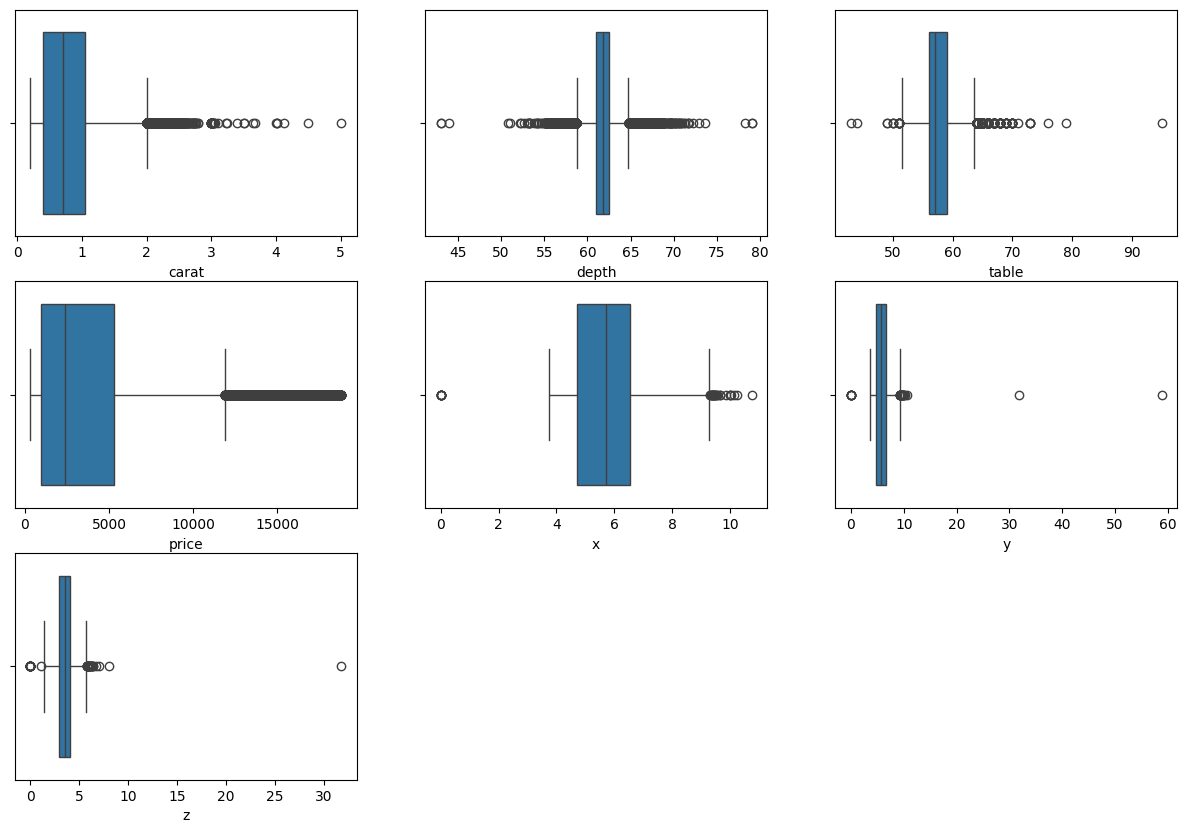 0 1 2 3 4 5
carat
45 50 55 60 65 70 75 80
depth
50 60 70 80 90
table
0 5000 10000 15000
price
0 2 4 6 8 10
x
0 10 20 30 40 50 60
y
0 5 10 15 20 25 30
z